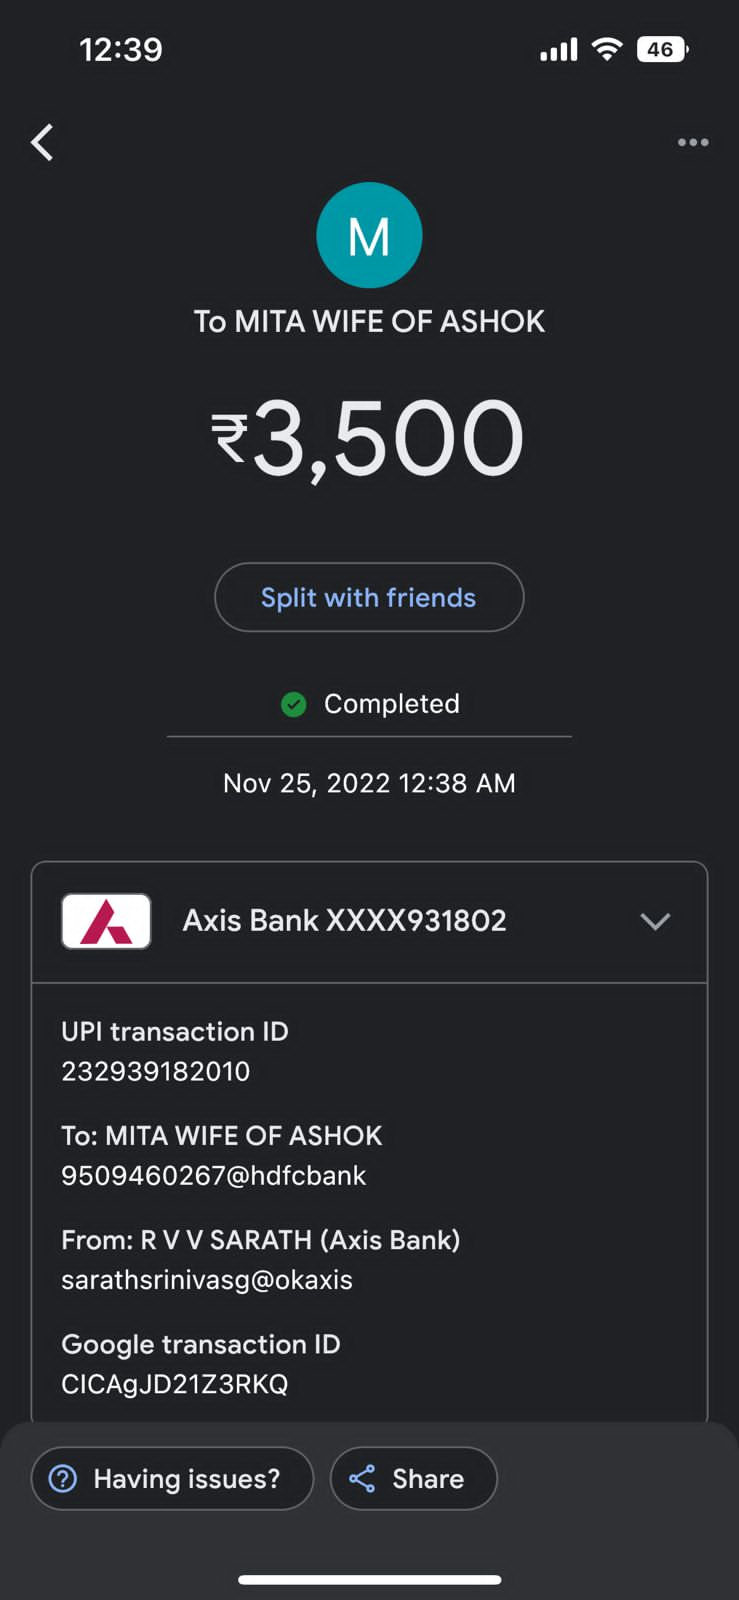 12:39
46
M
To MITA WIFE OF ASHOK
₹3,500
Split with friends
Completed
Nov 25, 2022 12:38 AM
Axis Bank XXXX931802
UPI transaction ID
232939182010
To: MITA WIFE OF ASHOK
9509460267@hdfcbank
From: R V V SARATH (Axis Bank)
sarathsrinivasg@okaxis
Google transaction ID
CICAgJD21Z3RKQ
Having issues?
Share